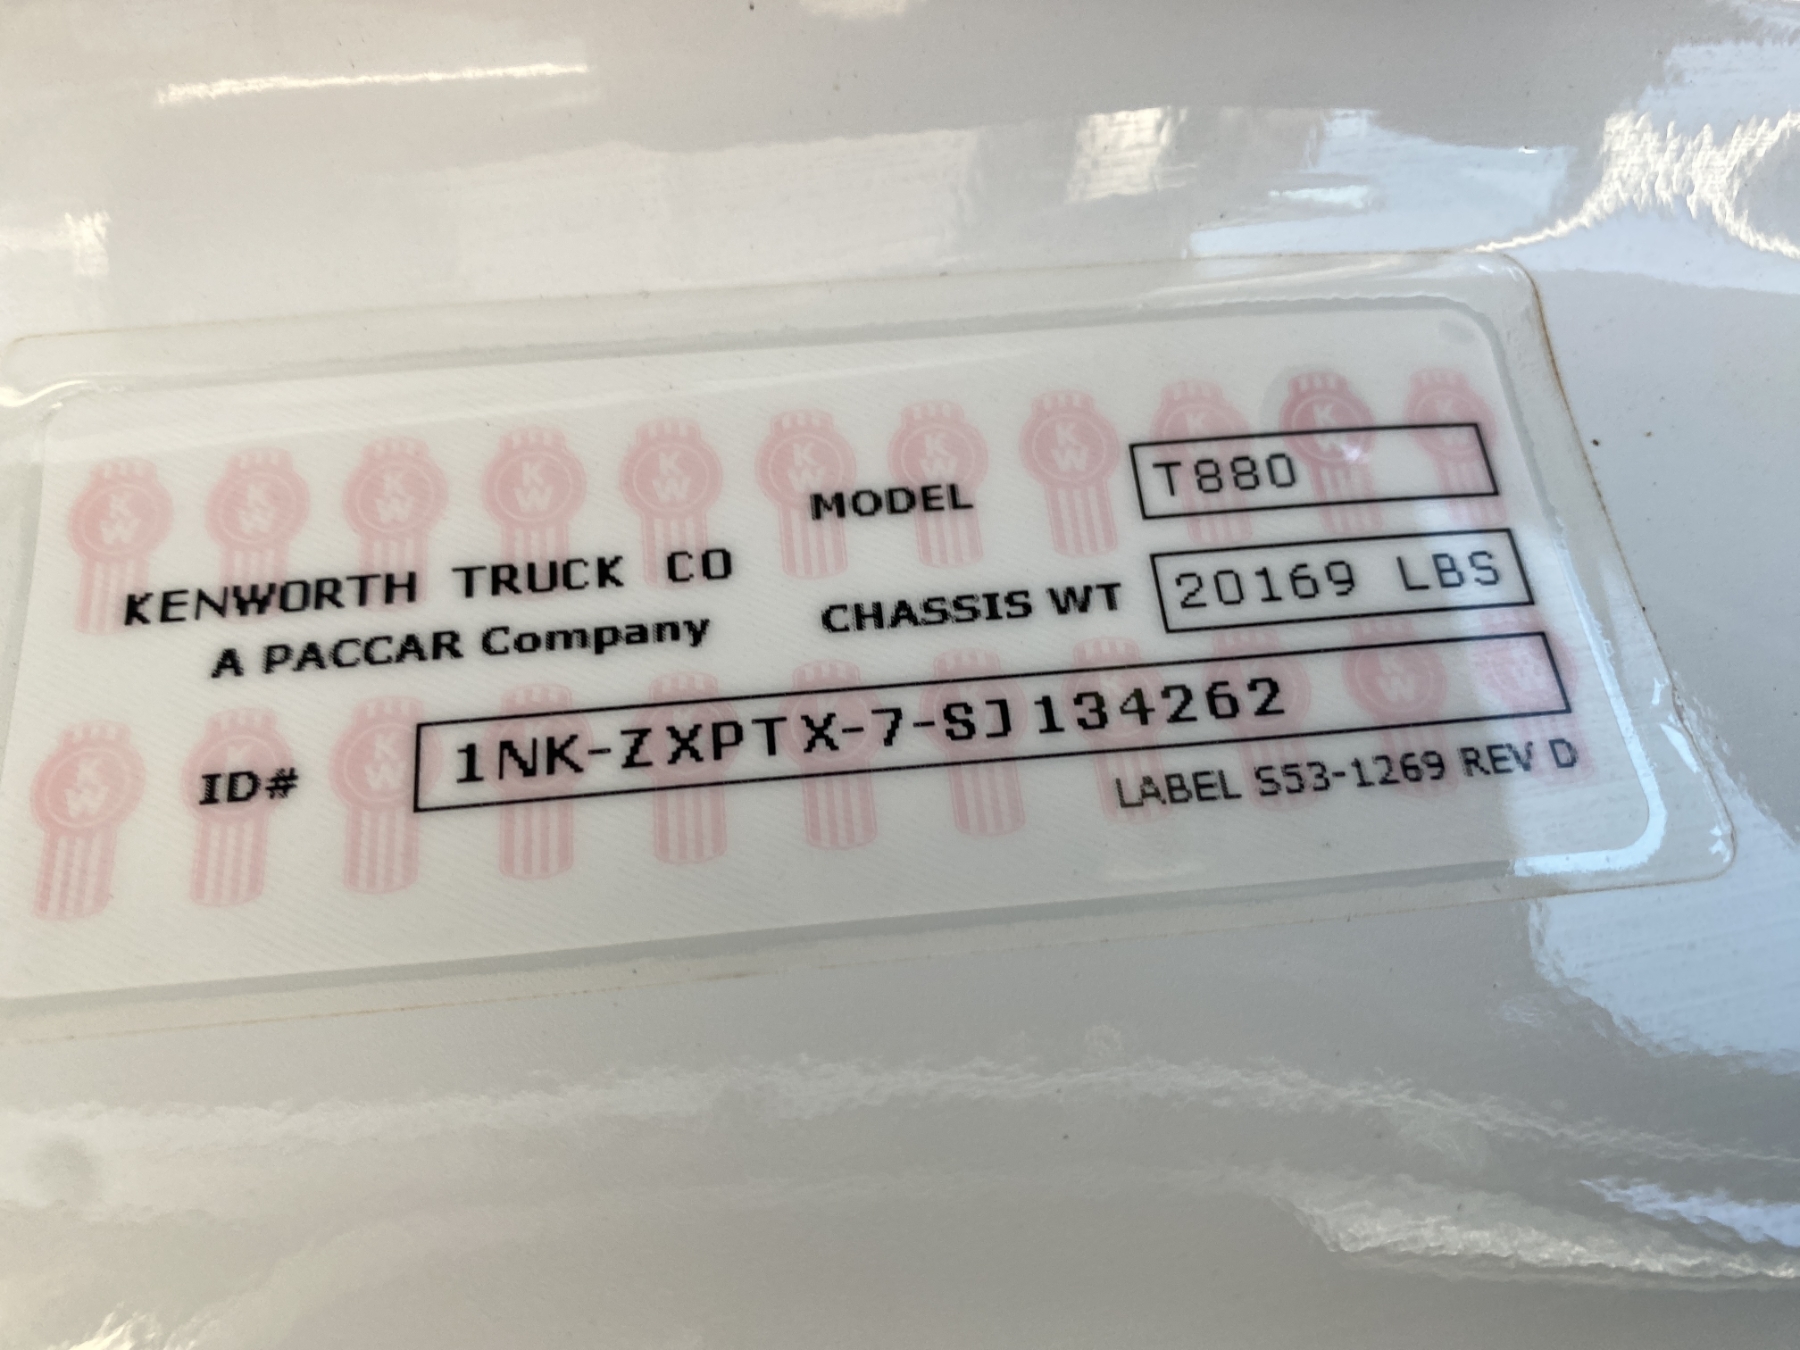 MODEL T880
KENWORTH TRUCK CO
A PACCAR Company
CHASSIS WT 20169 LBS
ID# 1NK-ZXPTX-7-SJ134262
LABEL S53-1269 REV D